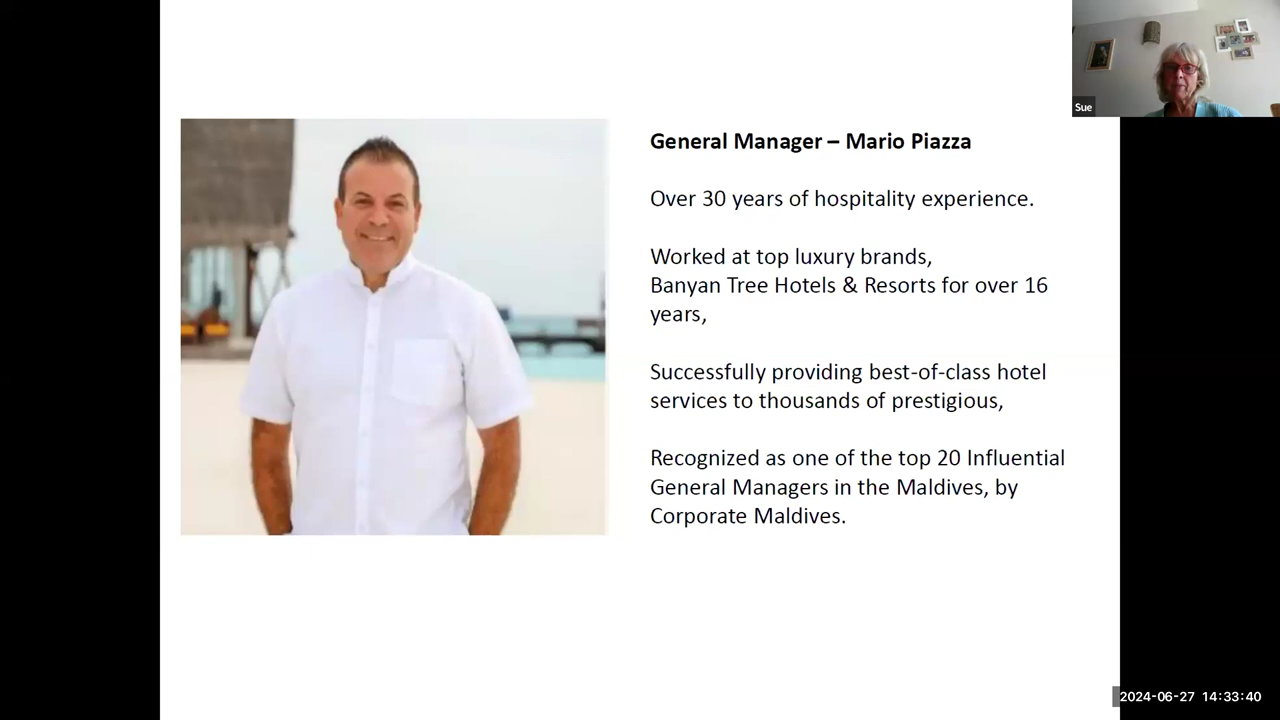 General Manager – Mario Piazza
Over 30 years of hospitality experience.
Worked at top luxury brands,
Banyan Tree Hotels & Resorts for over 16
years,
Successfully providing best-of-class hotel
services to thousands of prestigious,
Recognized as one of the top 20 Influential
General Managers in the Maldives, by
Corporate Maldives.
Sue
2024-06-27 14:33:40